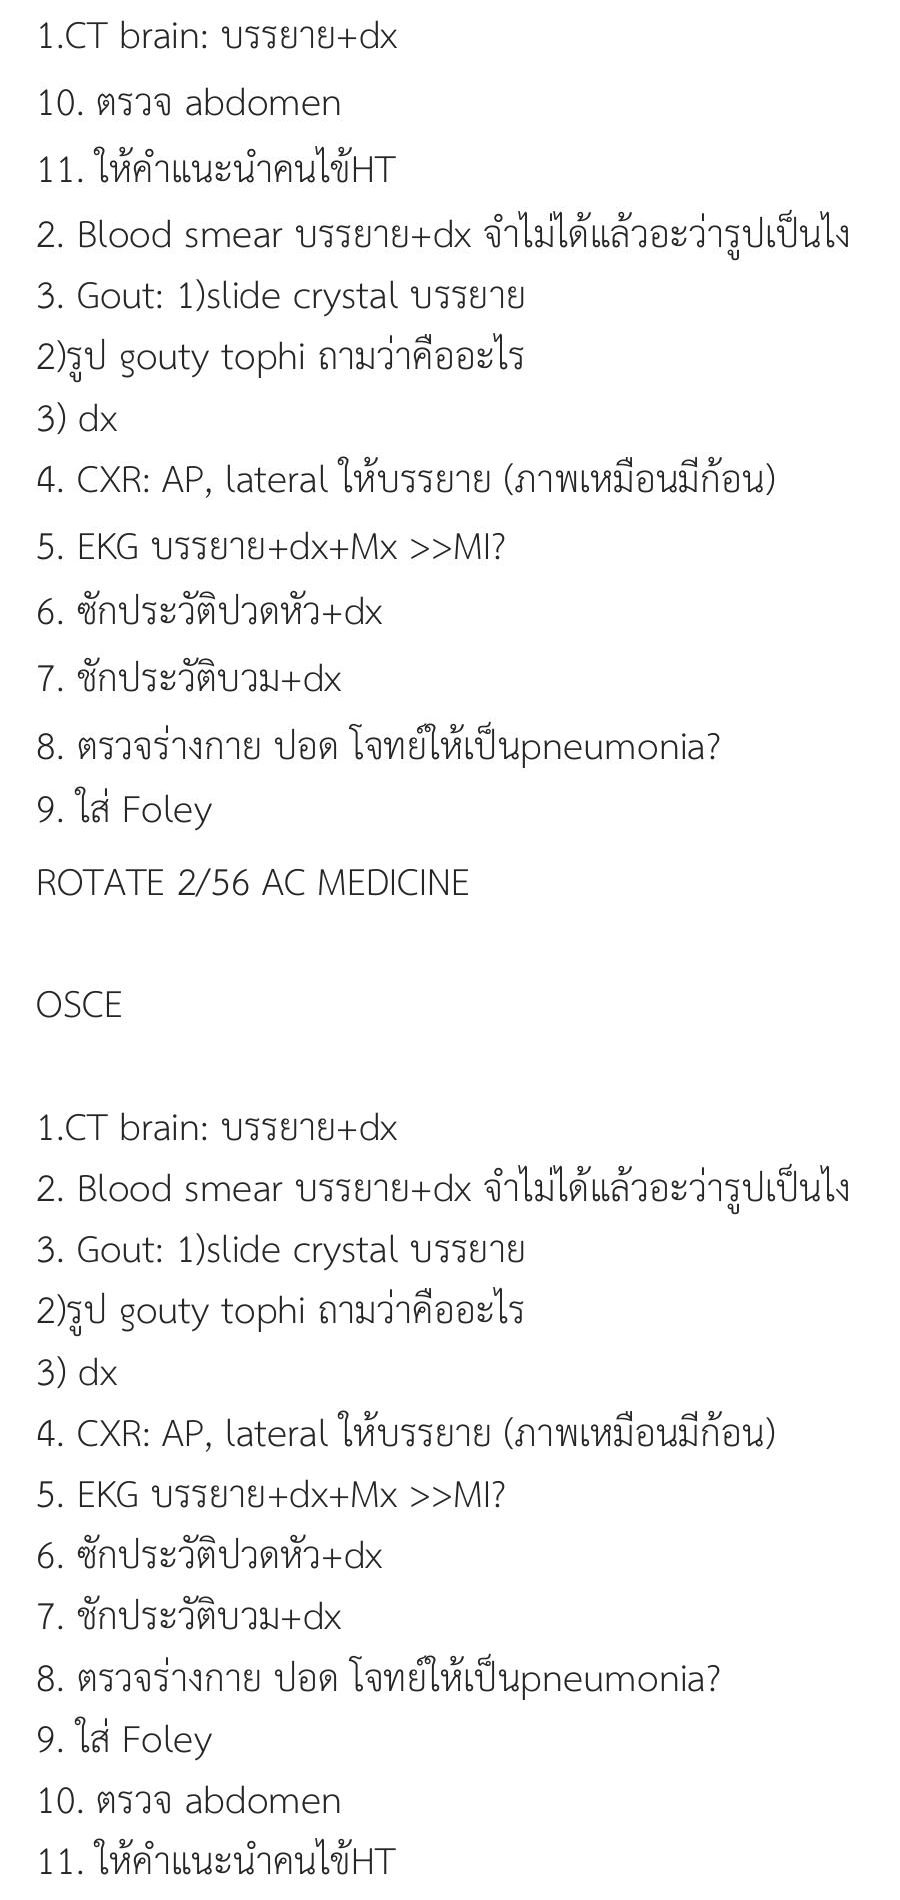 1.CT brain: บรรยาย+dx
10. ตรวจ abdomen
11. ให้คำแนะนำคนไข้HT
2. Blood smear บรรยาย+dx จำไม่ได้แล้วอะว่ารูปเป็นไง
3. Gout: 1)slide crystal บรรยาย
2)รูป gouty tophi ถามว่าคืออะไร
3) dx
4. CXR: AP, lateral ให้บรรยาย (ภาพเหมือนมีก้อน)
5. EKG บรรยาย+dx+Mx >>MI?
6. ซักประวัติปวดหัว+dx
7. ซักประวัติบวม+dx
8. ตรวจร่างกาย ปอด โจทย์ให้เป็นpneumonia?
9. ใส่ Foley
ROTATE 2/56 AC MEDICINE
OSCE
1.CT brain: บรรยาย+dx
2. Blood smear บรรยาย+dx จำไม่ได้แล้วอะว่ารูปเป็นไง
3. Gout: 1)slide crystal บรรยาย
2)รูป gouty tophi ถามว่าคืออะไร
3) dx
4. CXR: AP, lateral ให้บรรยาย (ภาพเหมือนมีก้อน)
5. EKG บรรยาย+dx+Mx >>MI?
6. ซักประวัติปวดหัว+dx
7. ซักประวัติบวม+dx
8. ตรวจร่างกาย ปอด โจทย์ให้เป็นpneumonia?
9. ใส่ Foley
10. ตรวจ abdomen
11. ให้คำแนะนำคนไข้HT